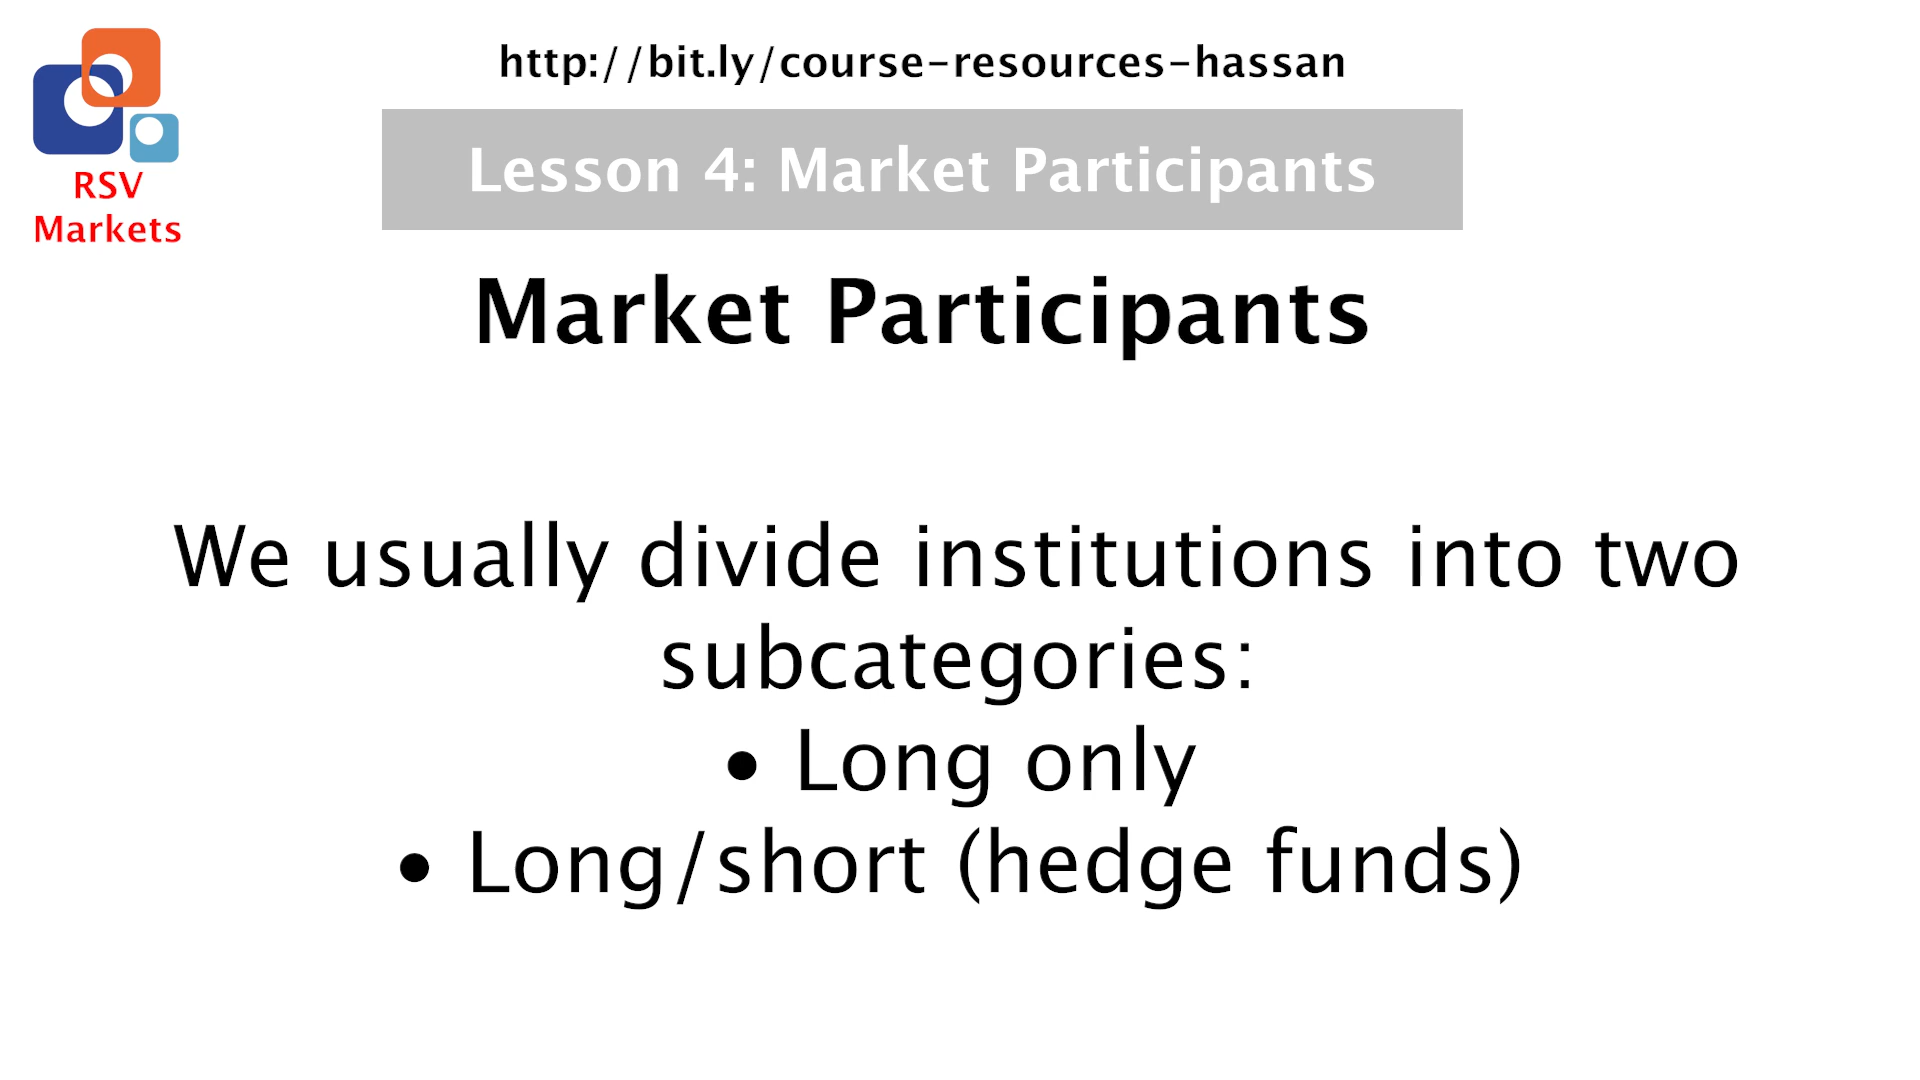 RSV
Markets
http://bit.ly/course-resources-hassan
Lesson 4: Market Participants
Market Participants
We usually divide institutions into two
subcategories:
• Long only
• Long/short (hedge funds)